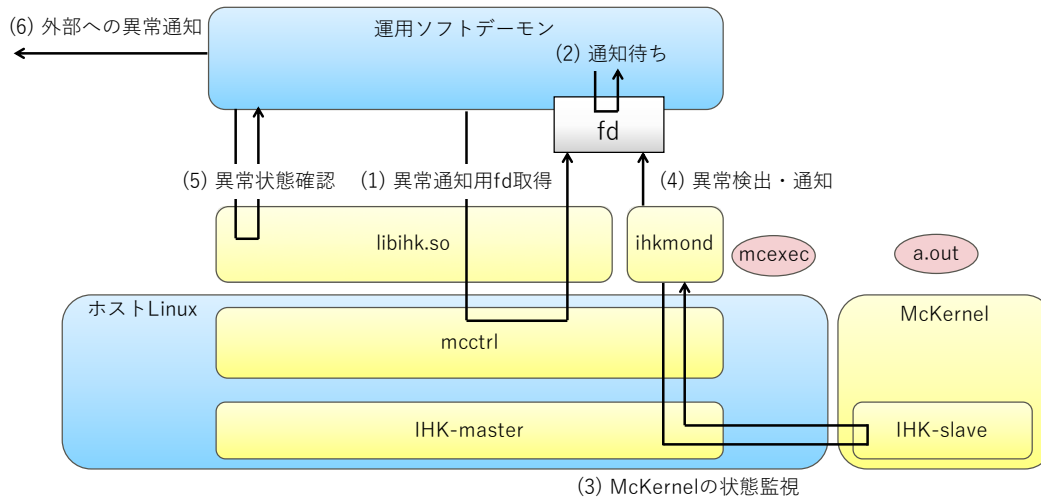 (6) 外部への異常通知
運用ソフトデーモン
(2) 通知待ち
fd
(5) 異常状態確認
(1) 異常通知用fd取得
(4) 異常検出・通知
libihk.so
ihkmond
mcexec
a.out
ホストLinux
McKernel
mcctrl
IHK-master
IHK-slave
(3) McKernelの状態監視